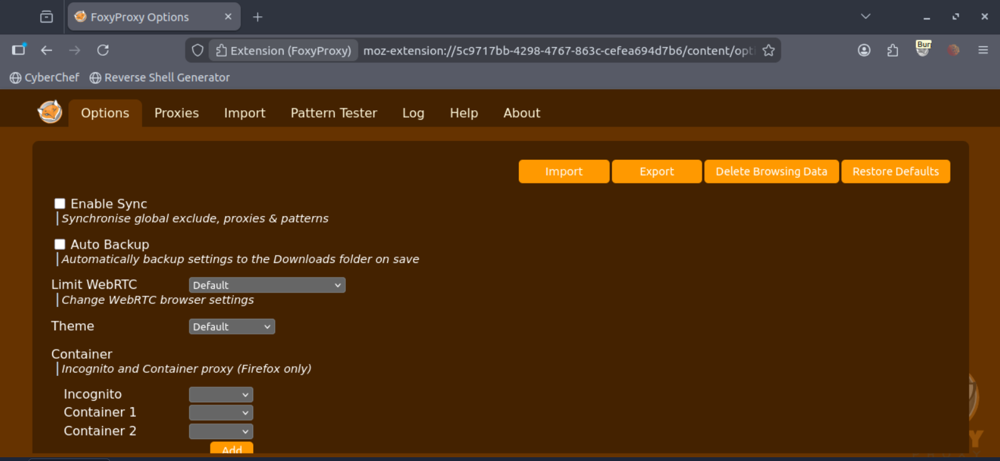 FoxyProxy Options
Extension (FoxyProxy) moz-extension://5c9717bb-4298-4767-863c-cefea694d7b6/content/opti
Bur
CyberChef Reverse Shell Generator
Options Proxies Import Pattern Tester Log Help About
Import Export Delete Browsing Data Restore Defaults
Enable Sync
Synchronise global exclude, proxies & patterns
Auto Backup
Automatically backup settings to the Downloads folder on save
Limit WebRTC Default
Change WebRTC browser settings
Theme Default
Container
Incognito and Container proxy (Firefox only)
Incognito
Container 1
Container 2
Add